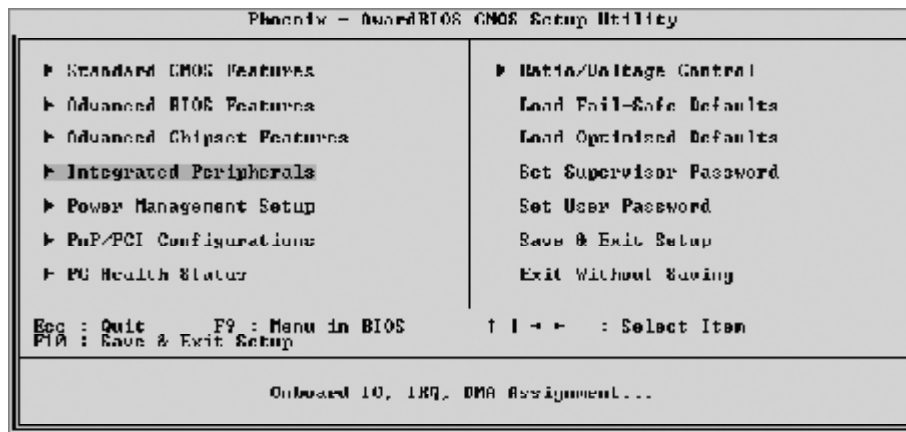 Phoenix - AwardBIOS CMOS Setup Utility
Standard CMOS Features
Advanced BIOS Features
Advanced Chipset Features
Integrated Peripherals
Power Management Setup
PnP/PCI Configurations
PC Health Status
Ratio/Voltage Control
Load Fail-Safe Defaults
Load Optimized Defaults
Set Supervisor Password
Set User Password
Save & Exit Setup
Exit Without Saving
Esc : Quit F9 : Menu in BIOS ↑ ↓ → ← : Select Item
F10 : Save & Exit Setup
Onboard IO, IRQ, DMA Assignment...